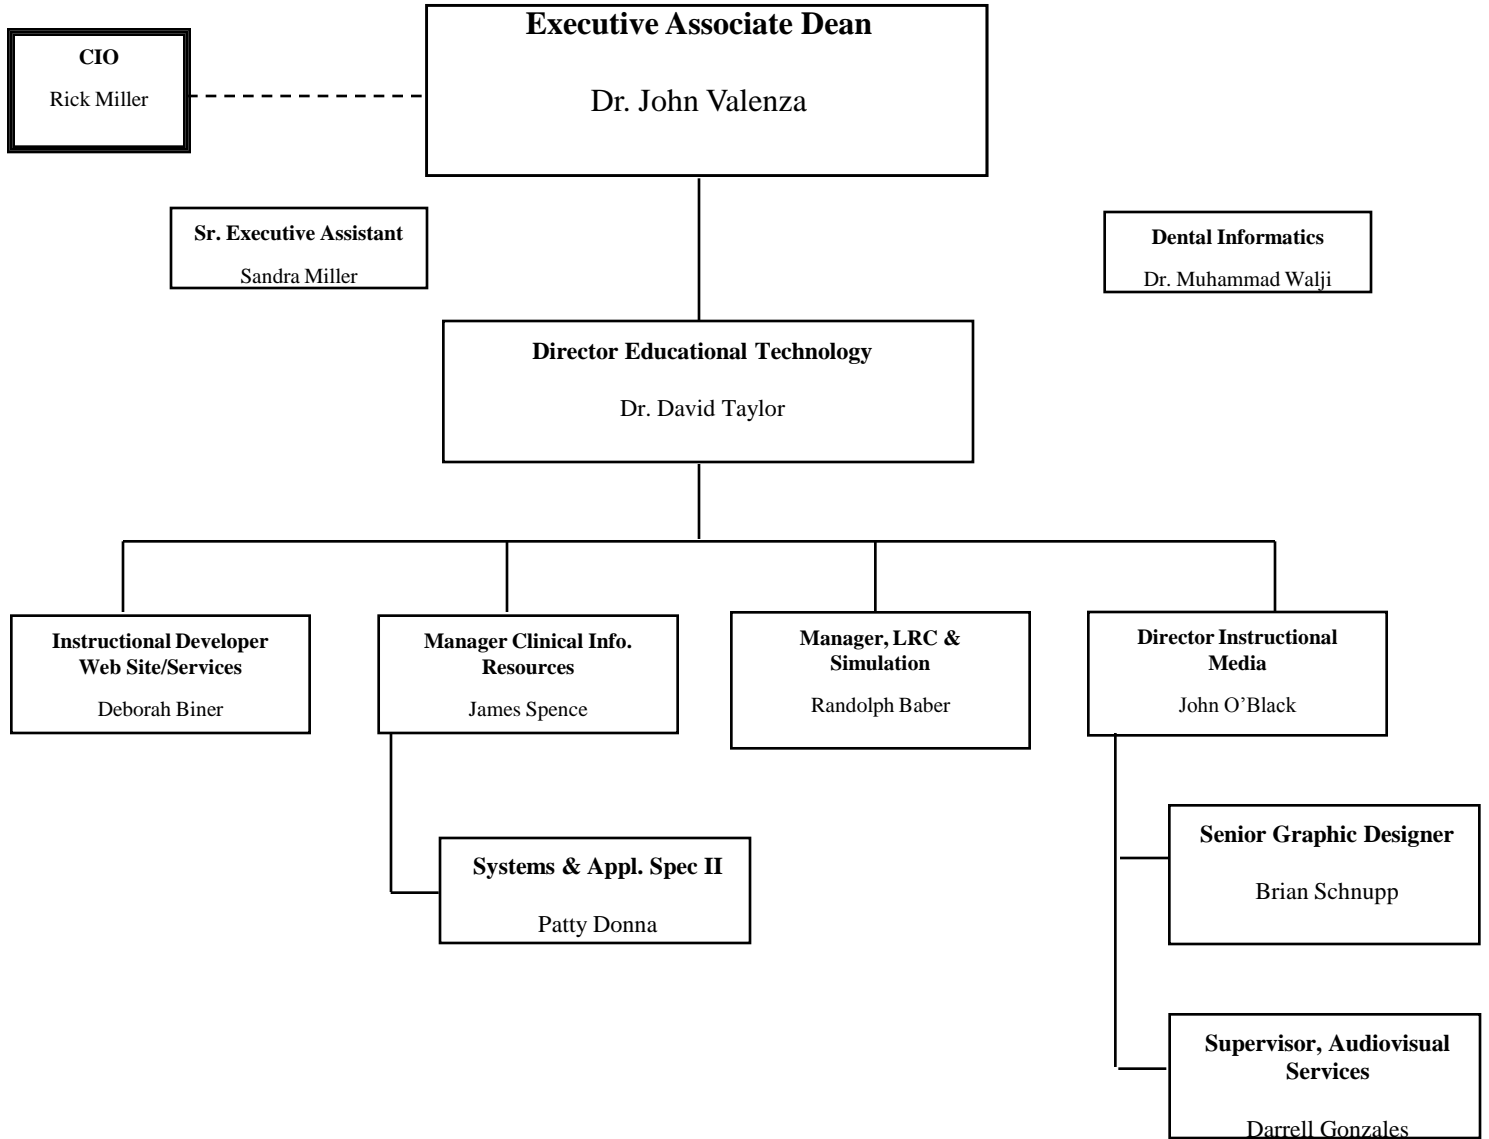 Executive Associate Dean
Dr. John Valenza
CIO
Rick Miller
Sr. Executive Assistant
Sandra Miller
Dental Informatics
Dr. Muhammad Walji
Director Educational Technology
Dr. David Taylor
Instructional Developer
Web Site/Services
Deborah Biner
Manager Clinical Info.
Resources
James Spence
Manager, LRC &
Simulation
Randolph Baber
Director Instructional
Media
John O’Black
Systems & Appl. Spec II
Patty Donna
Senior Graphic Designer
Brian Schnupp
Supervisor, Audiovisual
Services
Darrell Gonzales